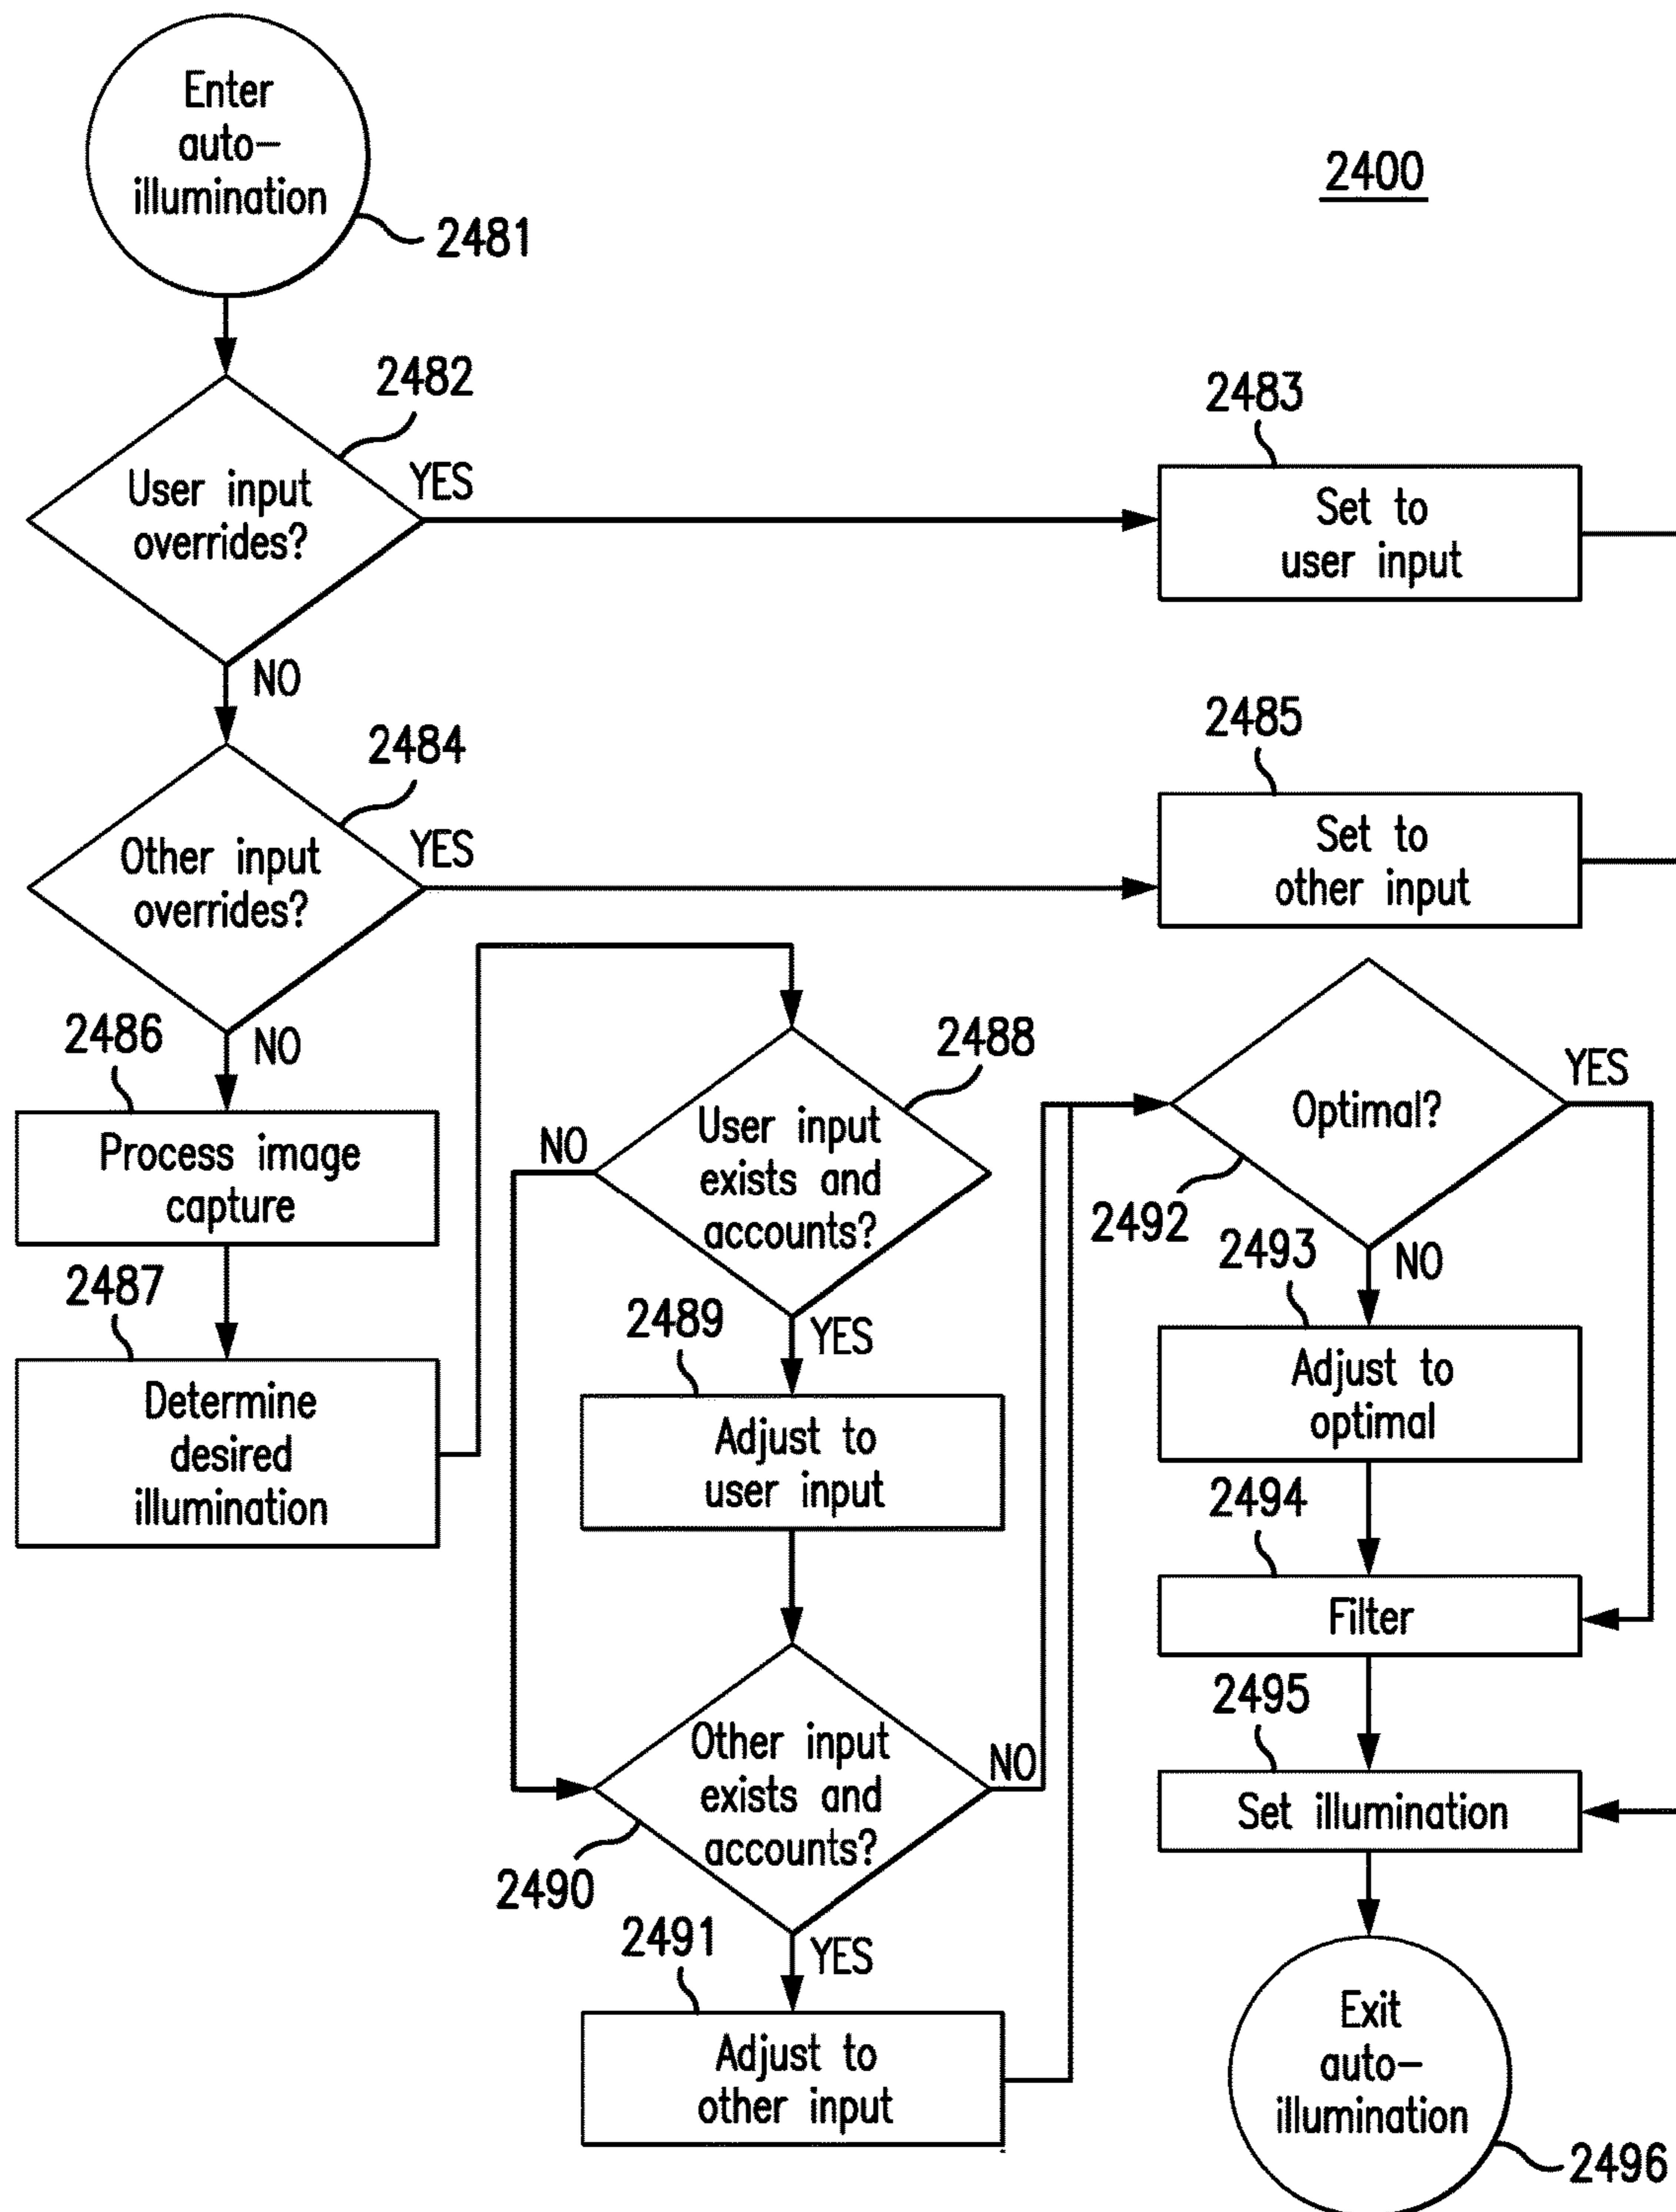 Enter
auto-
illumination
2481
2400
2482
User input
overrides?
YES
NO
2483
Set to
user input
2484
Other input
overrides?
YES
NO
2485
Set to
other input
2486
Process image
capture
2487
Determine
desired
illumination
2488
User input
exists and
accounts?
NO
YES
2489
Adjust to
user input
Other input
exists and
accounts?
2490
NO
YES
2491
Adjust to
other input
Optimal?
YES
2492
NO
2493
Adjust to
optimal
2494
Filter
2495
Set illumination
Exit
auto-
illumination
2496